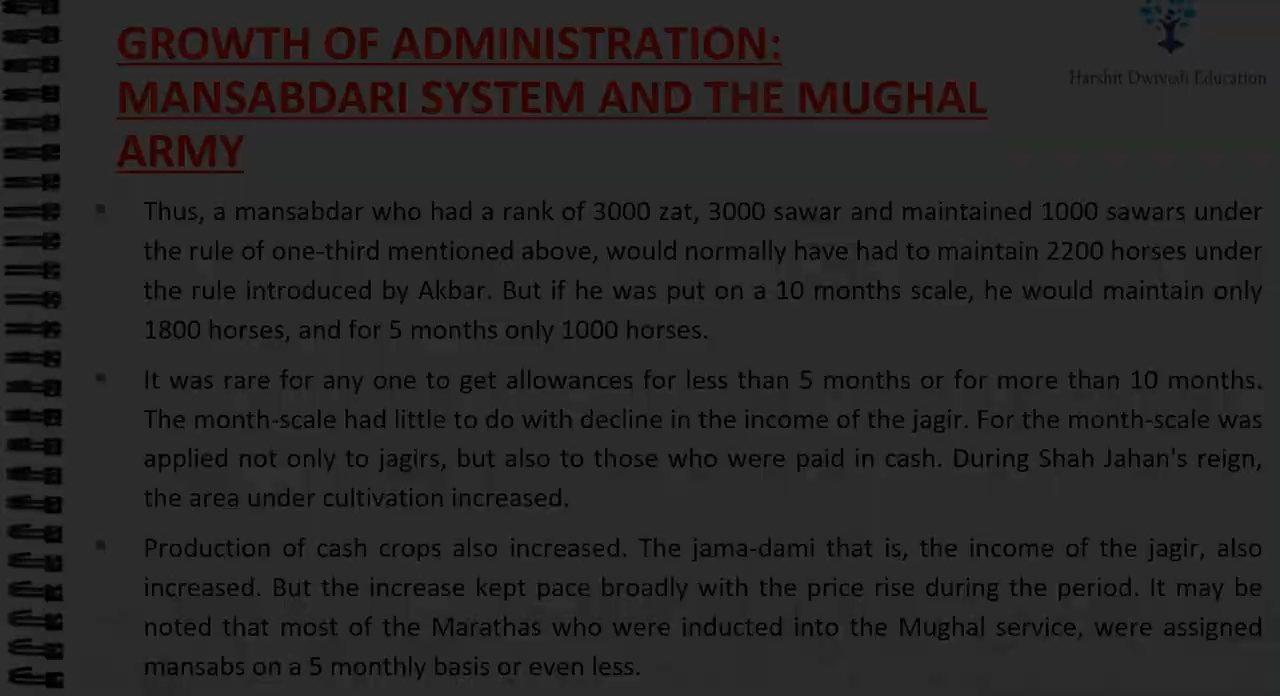 GROWTH OF ADMINISTRATION:
MANSABDARI SYSTEM AND THE MUGHAL
ARMY
Harshit Dwivedi Education
Thus, a mansabdar who had a rank of 3000 zat, 3000 sawar and maintained 1000 sawars under
the rule of one-third mentioned above, would normally have had to maintain 2200 horses under
the rule introduced by Akbar. But if he was put on a 10 months scale, he would maintain only
1800 horses, and for 5 months only 1000 horses.
It was rare for any one to get allowances for less than 5 months or for more than 10 months.
The month-scale had little to do with decline in the income of the jagir. For the month-scale was
applied not only to jagirs, but also to those who were paid in cash. During Shah Jahan's reign,
the area under cultivation increased.
Production of cash crops also increased. The jama-dami that is, the income of the jagir, also
increased. But the increase kept pace broadly with the price rise during the period. It may be
noted that most of the Marathas who were inducted into the Mughal service, were assigned
mansabs on a 5 monthly basis or even less.